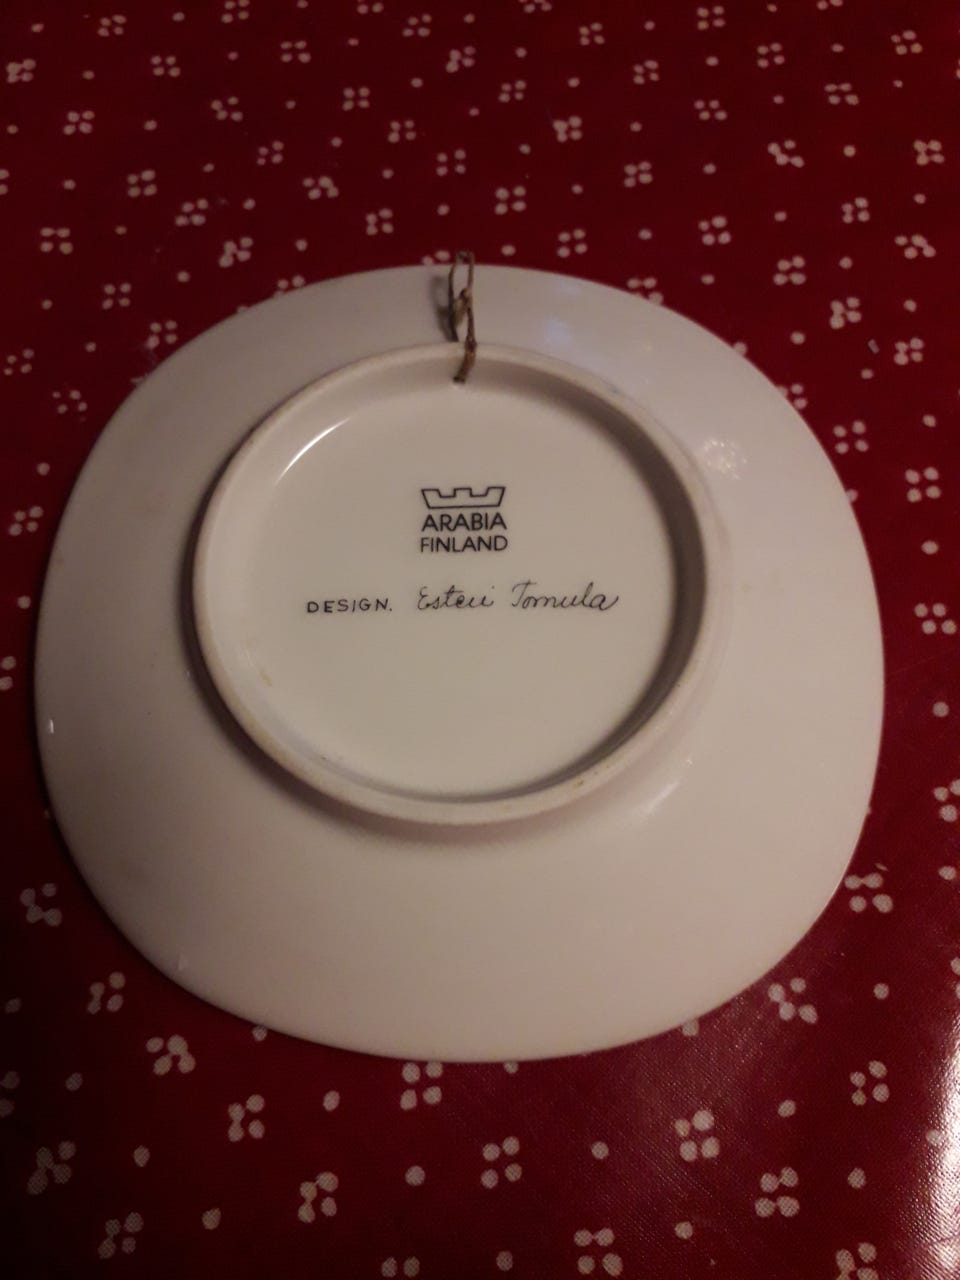 ARABIA
FINLAND
DESIGN. Esteri Tomula